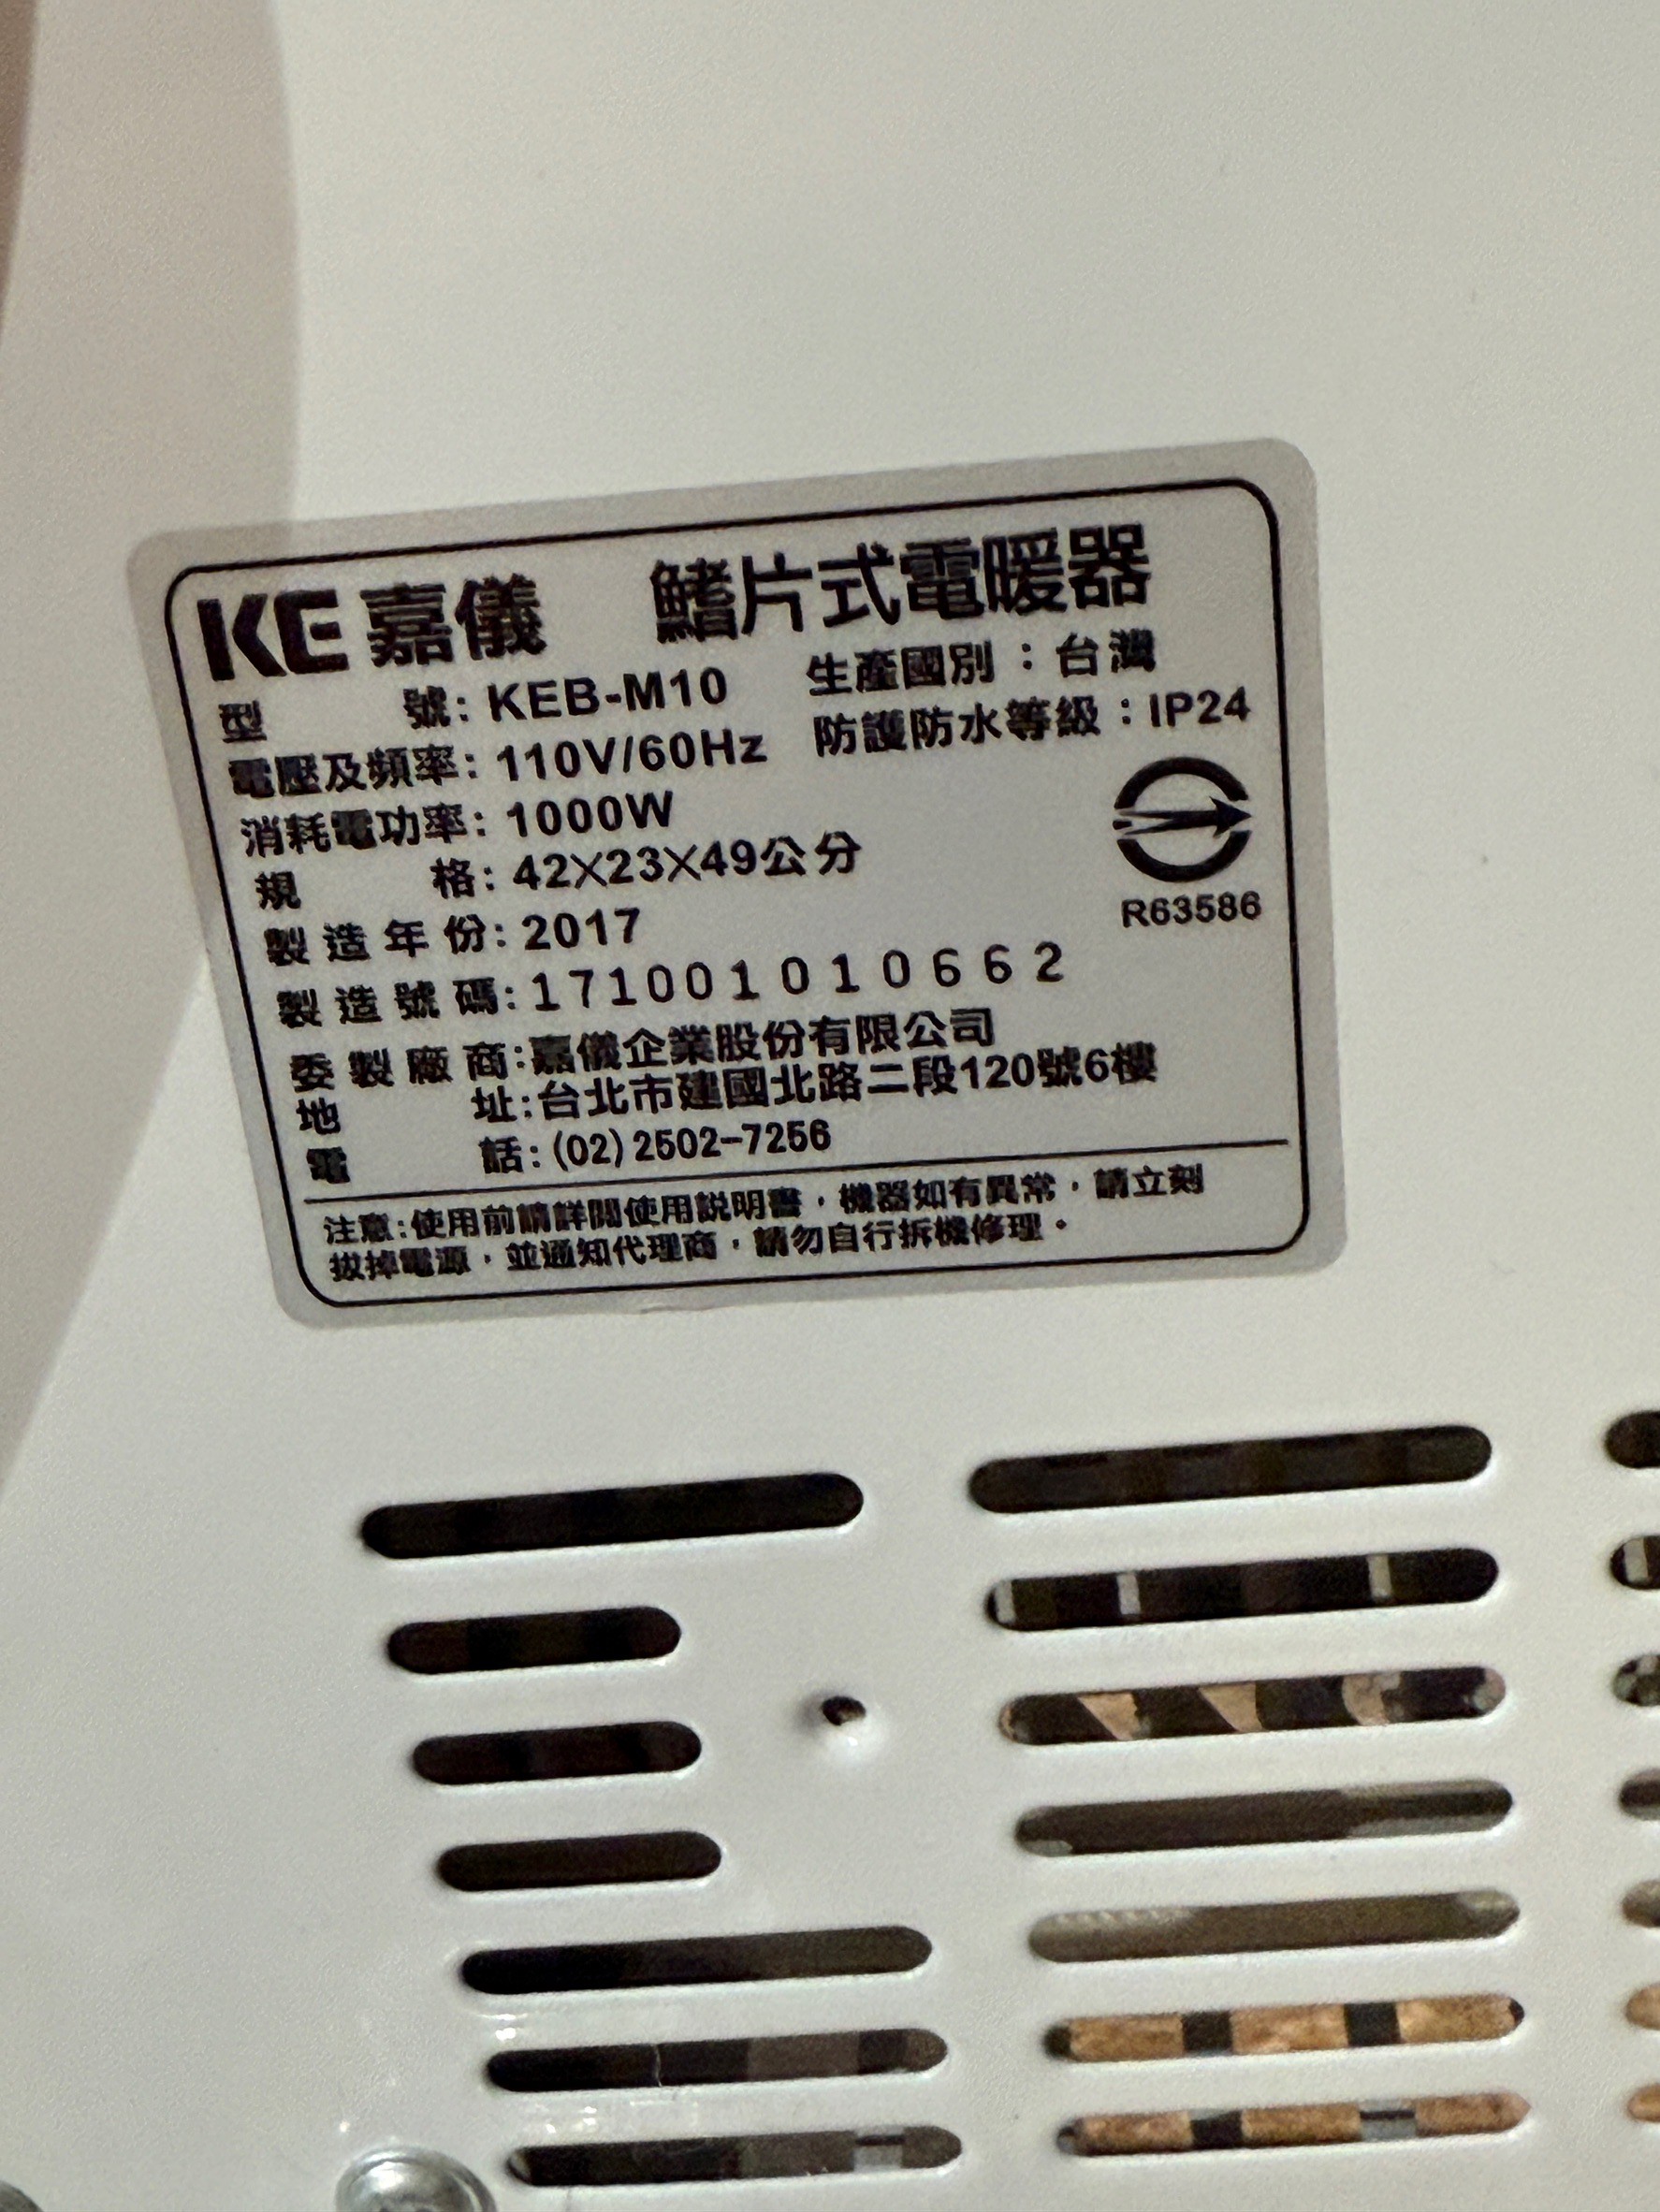 KE 嘉儀 鰭片式電暖器
型號: KEB-M10 生產國別：台灣
電壓及頻率: 110V/60Hz 防護防水等級：IP24
消耗電功率: 1000W
規格: 42X23X49公分
R63586
製造年份: 2017
製造號碼: 171001010662
委製廠商:嘉儀企業股份有限公司
地址:台北市建國北路二段120號6樓
電話: (02) 2502-7256
注意:使用前請詳閱使用說明書，機器如有異常，請立刻
拔掉電源，並通知代理商，請勿自行拆機修理。